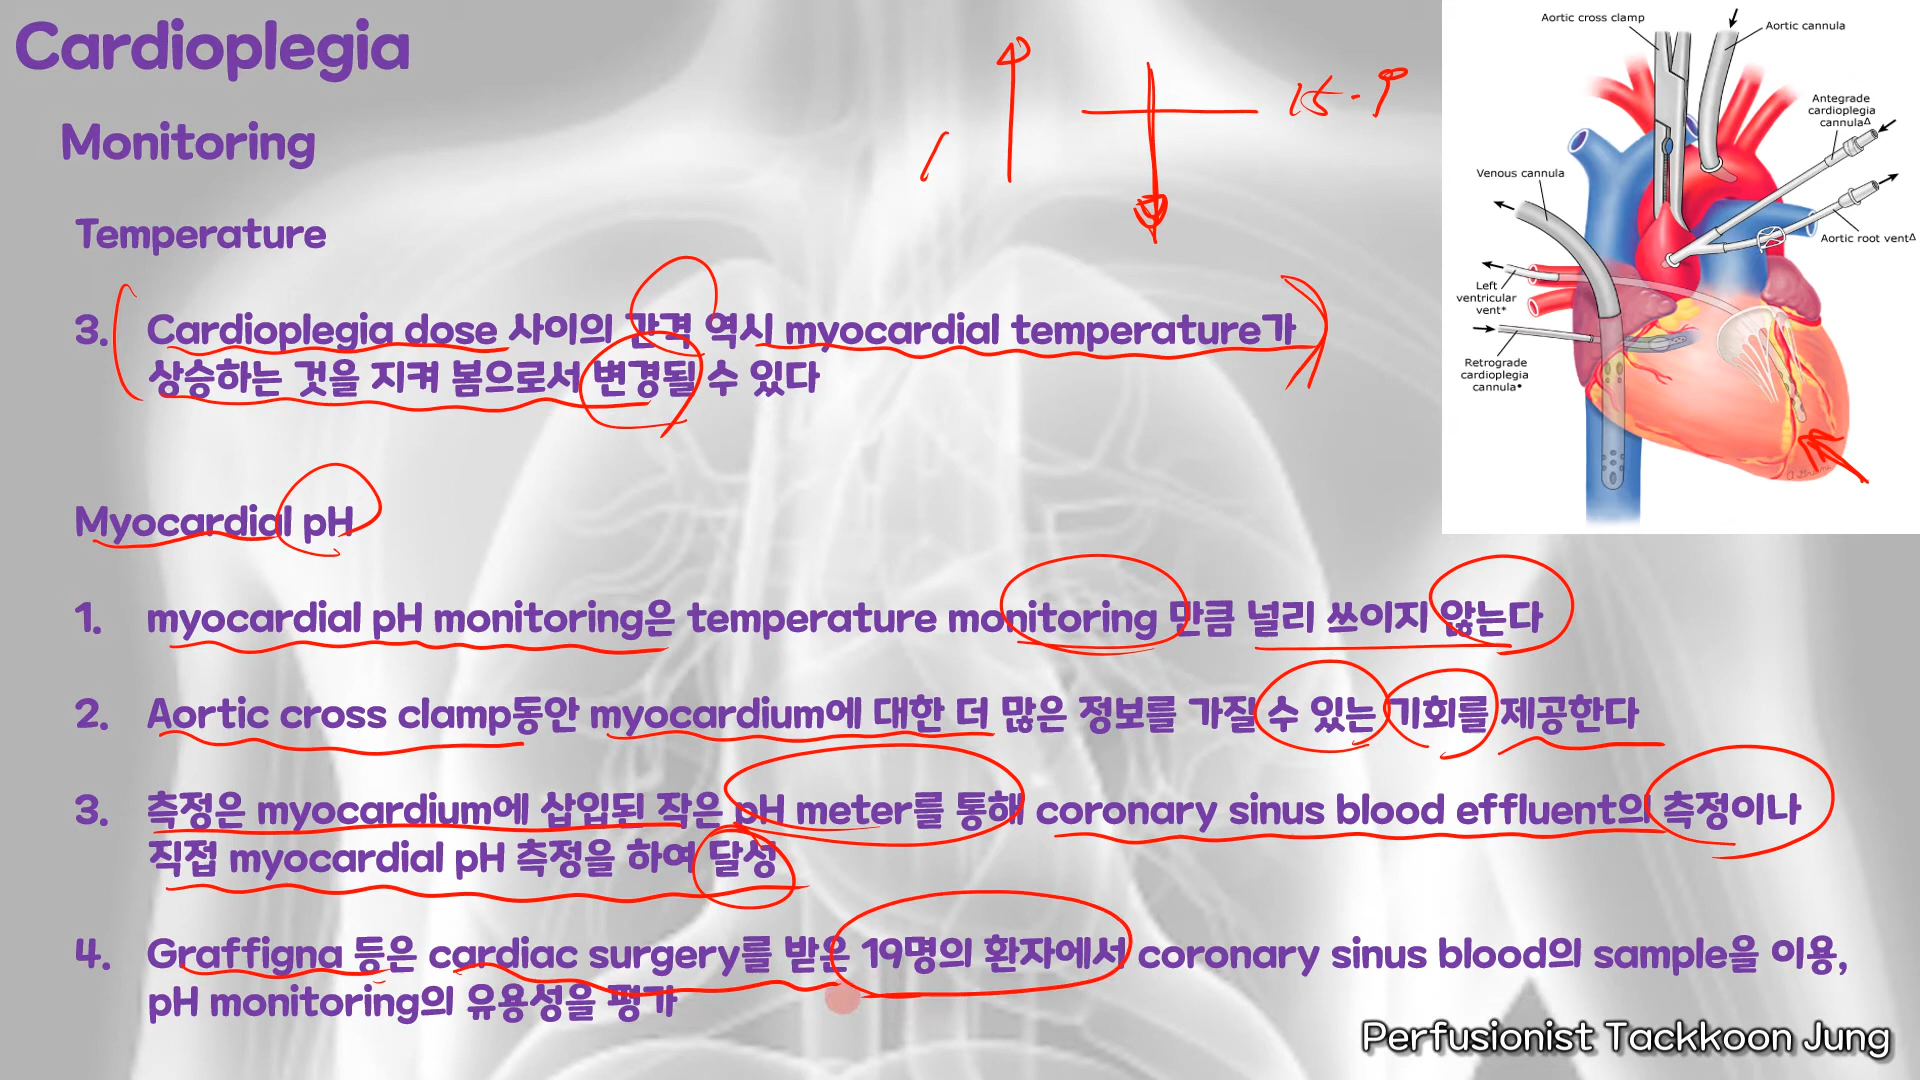 Cardioplegia
Monitoring
Temperature
3. Cardioplegia dose 사이의 간격 역시 myocardial temperature가
상승하는 것을 지켜 봄으로서 변경될 수 있다
Myocardial pH
1. myocardial pH monitoring은 temperature monitoring 만큼 널리 쓰이지 않는다
2. Aortic cross clamp동안 myocardium에 대한 더 많은 정보를 가질 수 있는 기회를 제공한다
3. 측정은 myocardium에 삽입된 작은 pH meter를 통해 coronary sinus blood effluent의 측정이나
직접 myocardial pH 측정을 하여 달성
4. Graffigna 등은 cardiac surgery를 받은 19명의 환자에서 coronary sinus blood의 sample을 이용,
pH monitoring의 유용성을 평가
Aortic cross clamp
Aortic cannula
Antegrade
cardioplegia
cannulaΔ
Venous cannula
Aortic root ventΔ
Left
ventricular
vent*
Retrograde
cardioplegia
cannula•
Perfusionist Tackkoon Jung